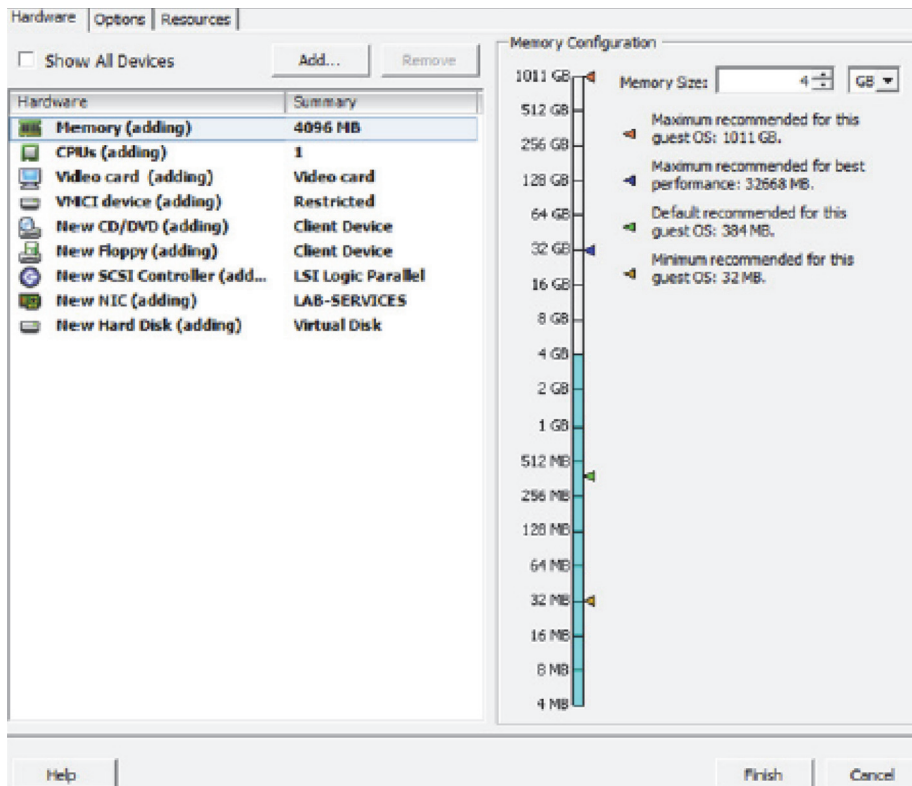 Hardware Options Resources
Show All Devices Add... Remove
Hardware Summary
Memory (adding) 4096 MB
CPUs (adding) 1
Video card (adding) Video card
VMCI device (adding) Restricted
New CD/DVD (adding) Client Device
New Floppy (adding) Client Device
New SCSI Controller (add... LSI Logic Parallel
New NIC (adding) LAB-SERVICES
New Hard Disk (adding) Virtual Disk
Memory Configuration
1011 GB
512 GB
256 GB
128 GB
64 GB
32 GB
16 GB
8 GB
4 GB
2 GB
1 GB
512 MB
256 MB
128 MB
64 MB
32 MB
16 MB
8 MB
4 MB
Memory Size: 4 GB
Maximum recommended for this
guest OS: 1011 GB.
Maximum recommended for best
performance: 32668 MB.
Default recommended for this
guest OS: 384 MB.
Minimum recommended for this
guest OS: 32 MB.
Help Finish Cancel